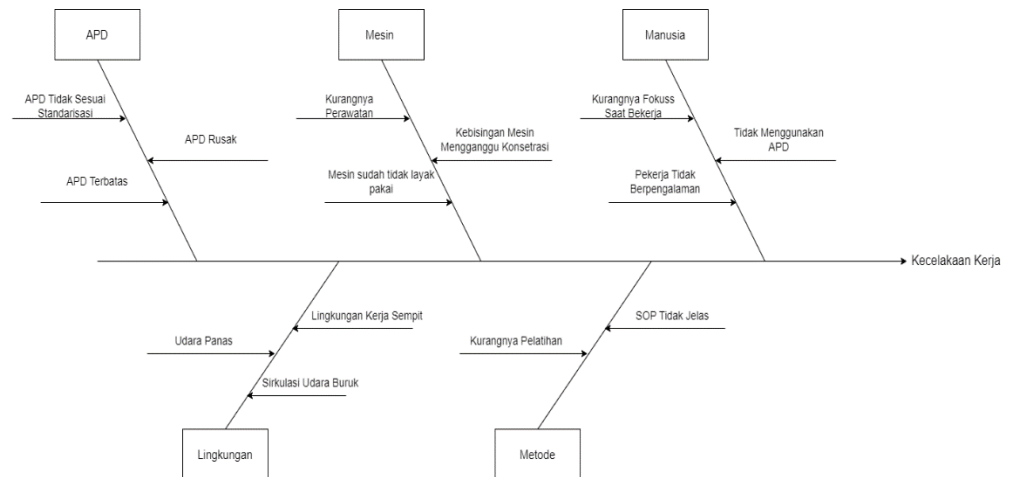 APD
Mesin
Manusia
APD Tidak Sesuai
Standarisasi
APD Rusak
APD Terbatas
Kurangnya
Perawatan
Kebisingan Mesin
Mengganggu Konsetrasi
Mesin sudah tidak layak
pakai
Kurangnya Fokuss
Saat Bekerja
Tidak Menggunakan
APD
Pekerja Tidak
Berpengalaman
Kecelakaan Kerja
Lingkungan Kerja Sempit
Udara Panas
Sirkulasi Udara Buruk
SOP Tidak Jelas
Kurangnya Pelatihan
Lingkungan
Metode